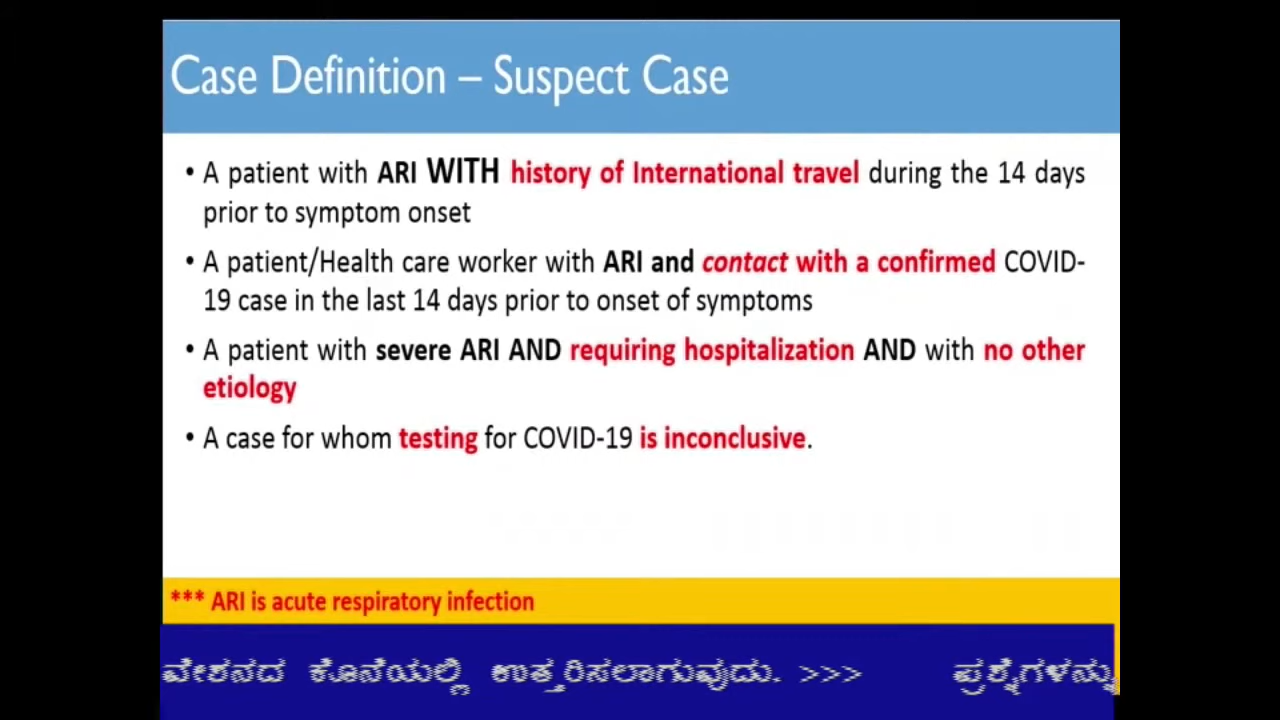 Case Definition – Suspect Case
• A patient with ARI WITH history of International travel during the 14 days
prior to symptom onset
• A patient/Health care worker with ARI and contact with a confirmed COVID-
19 case in the last 14 days prior to onset of symptoms
• A patient with severe ARI AND requiring hospitalization AND with no other
etiology
• A case for whom testing for COVID-19 is inconclusive.
*** ARI is acute respiratory infection
ವೇಶನದ ಕೊನೆಯಲ್ಲಿ ಉತ್ತರಿಸಲಾಗುವುದು. >>> ಪ್ರಶ್ನೆಗಳನ್ನು